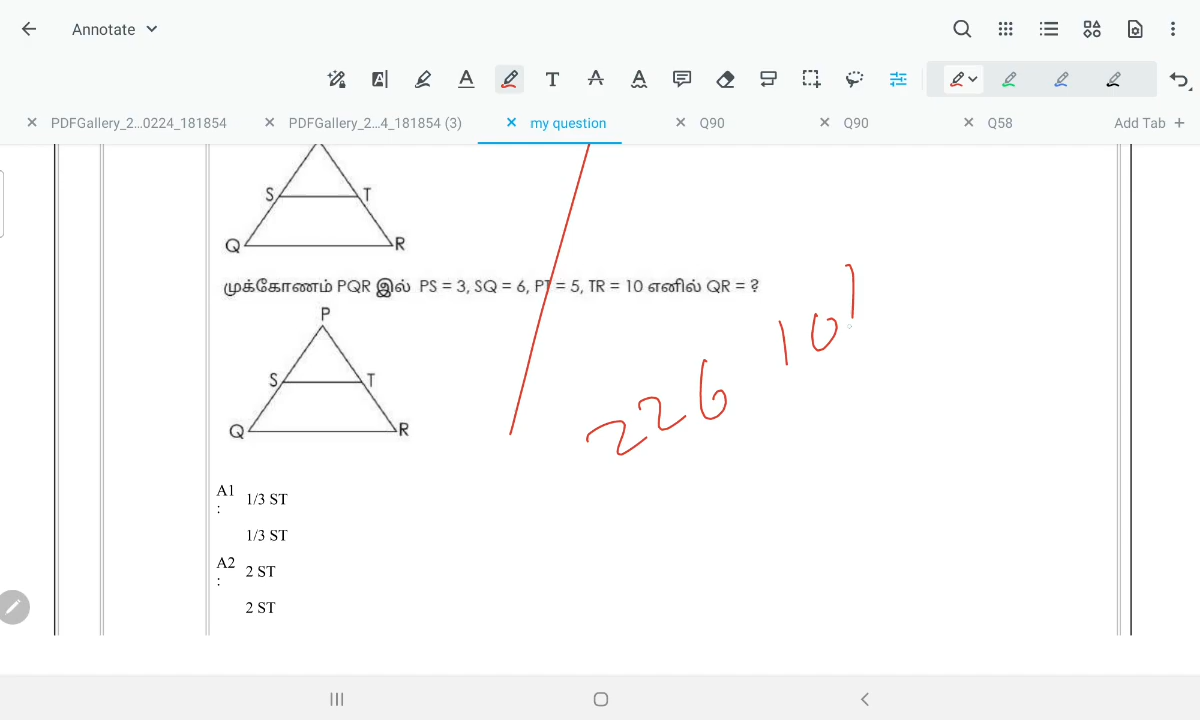 Annotate
PDFGallery_2...0224_181854
PDFGallery_2...4_181854 (3)
my question
Q90
Q90
Q58
Add Tab +
S T
Q R
முக்கோணம் PQR இல் PS = 3, SQ = 6, PT = 5, TR = 10 எனில் QR = ?
P
S T
Q R
226 101
A1 :
1/3 ST
1/3 ST
A2 :
2 ST
2 ST